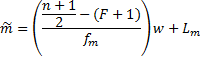 m̃ = ( ( (n + 1)/2 − (F + 1) ) / f_m ) w + L_m